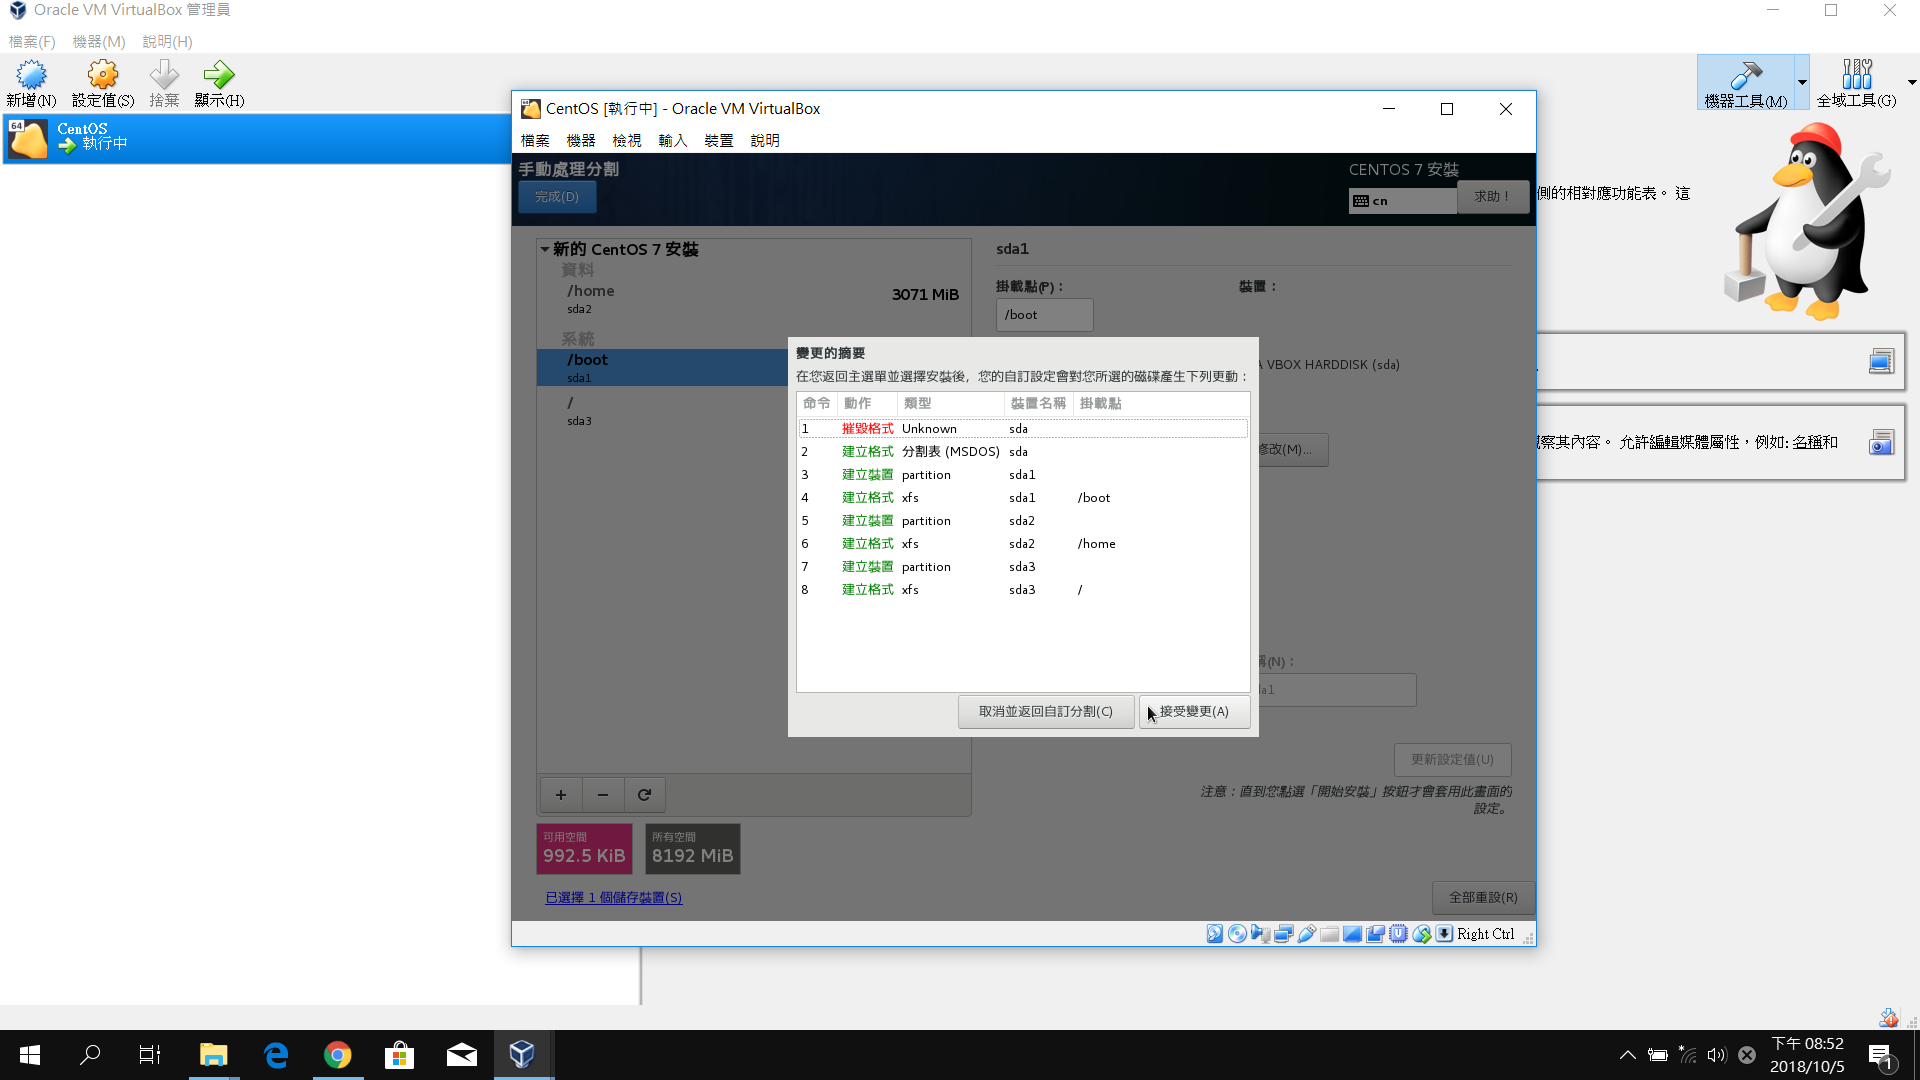 Oracle VM VirtualBox 管理員
檔案(F) 機器(M) 說明(H)
新增(N) 設定值(S) 捨棄 顯示(H)
機器工具(M) 全域工具(G)
64 CentOS
執行中
側的相對應功能表。 這
察其內容。 允許編輯媒體屬性，例如: 名稱和
CentOS [執行中] - Oracle VM VirtualBox
檔案 機器 檢視 輸入 裝置 說明
手動處理分割
完成(D)
CENTOS 7 安裝
cn
求助！
新的 CentOS 7 安裝
資料
/home
3071 MiB
sda2
系統
/boot
sda1
/
sda3
sda1
掛載點(P)：
裝置：
/boot
VBOX HARDDISK (sda)
修改(M)...
(N)：
更新設定值(U)
注意：直到您點選「開始安裝」按鈕才會套用此畫面的
設定。
變更的摘要
在您返回主選單並選擇安裝後，您的自訂設定會對您所選的磁碟產生下列更動：
命令 動作 類型 裝置名稱 掛載點
1 摧毀格式 Unknown sda
2 建立格式 分割表 (MSDOS) sda
3 建立裝置 partition sda1
4 建立格式 xfs sda1 /boot
5 建立裝置 partition sda2
6 建立格式 xfs sda2 /home
7 建立裝置 partition sda3
8 建立格式 xfs sda3 /
取消並返回自訂分割(C)
接受變更(A)
可用空間
992.5 KiB
所有空間
8192 MiB
已選擇 1 個儲存裝置(S)
全部重設(R)
Right Ctrl
下午 08:52
2018/10/5
1